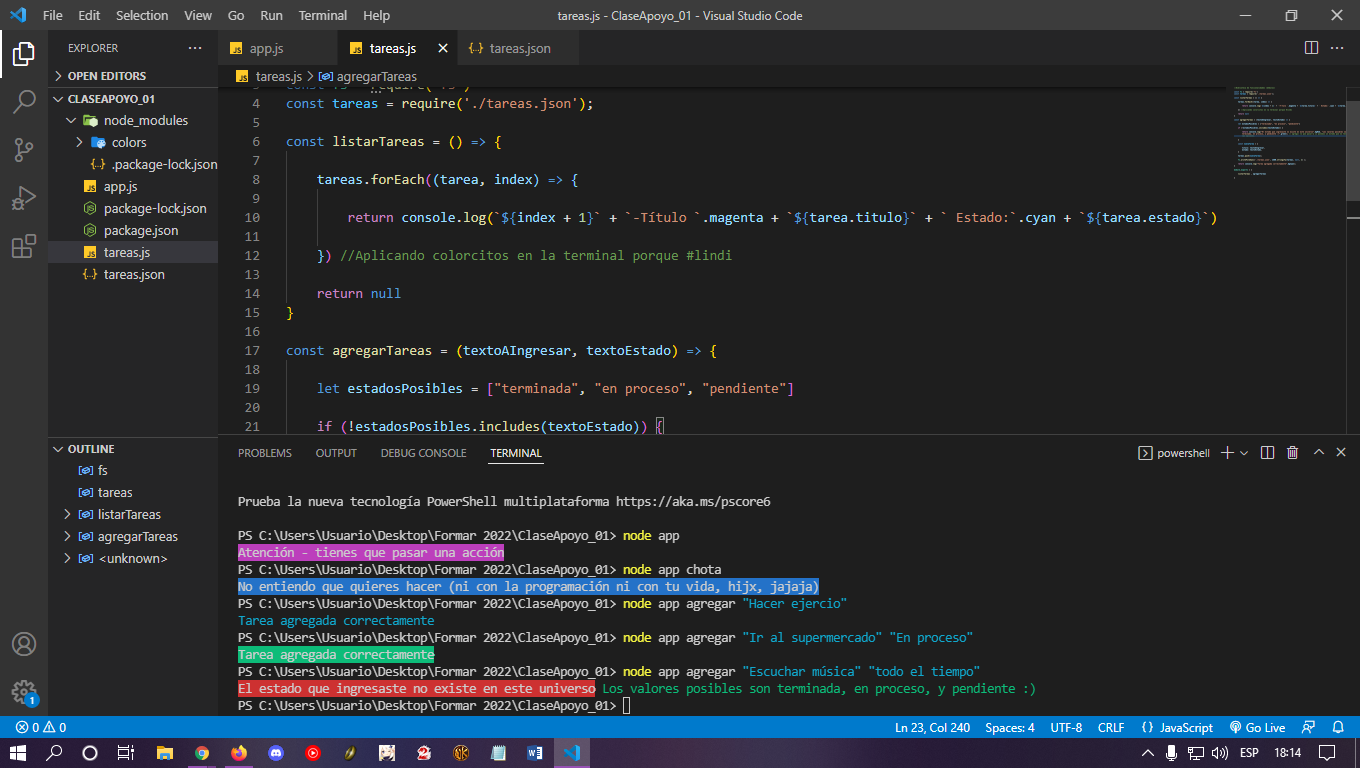 File Edit Selection View Go Run Terminal Help
tareas.js - ClaseApoyo_01 - Visual Studio Code
EXPLORER
OPEN EDITORS
CLASEAPOYO_01
node_modules
colors
{..} .package-lock.json
JS app.js
package-lock.json
package.json
JS tareas.js
{..} tareas.json
OUTLINE
fs
tareas
listarTareas
agregarTareas
<unknown>
1
JS app.js JS tareas.js {..} tareas.json
JS tareas.js > agregarTareas
4 const tareas = require('./tareas.json');
5
6 const listarTareas = () => {
7
8 tareas.forEach((tarea, index) => {
9
10 return console.log(`${index + 1}` + `-Título `.magenta + `${tarea.titulo}` + ` Estado:`.cyan + `${tarea.estado}`)
11
12 }) //Aplicando colorcitos en la terminal porque #lindi
13
14 return null
15 }
16
17 const agregarTareas = (textoAIngresar, textoEstado) => {
18
19 let estadosPosibles = ["terminada", "en proceso", "pendiente"]
20
21 if (!estadosPosibles.includes(textoEstado)) {
PROBLEMS OUTPUT DEBUG CONSOLE TERMINAL
powershell
Prueba la nueva tecnología PowerShell multiplataforma https://aka.ms/pscore6
PS C:\Users\Usuario\Desktop\Formar 2022\ClaseApoyo_01> node app
Atención - tienes que pasar una acción
PS C:\Users\Usuario\Desktop\Formar 2022\ClaseApoyo_01> node app chota
No entiendo que quieres hacer (ni con la programación ni con tu vida, hijx, jajaja)
PS C:\Users\Usuario\Desktop\Formar 2022\ClaseApoyo_01> node app agregar "Hacer ejercio"
Tarea agregada correctamente
PS C:\Users\Usuario\Desktop\Formar 2022\ClaseApoyo_01> node app agregar "Ir al supermercado" "En proceso"
Tarea agregada correctamente
PS C:\Users\Usuario\Desktop\Formar 2022\ClaseApoyo_01> node app agregar "Escuchar música" "todo el tiempo"
El estado que ingresaste no existe en este universo Los valores posibles son terminada, en proceso, y pendiente :)
PS C:\Users\Usuario\Desktop\Formar 2022\ClaseApoyo_01>
0 0 Ln 23, Col 240 Spaces: 4 UTF-8 CRLF {} JavaScript Go Live
ESP 18:14